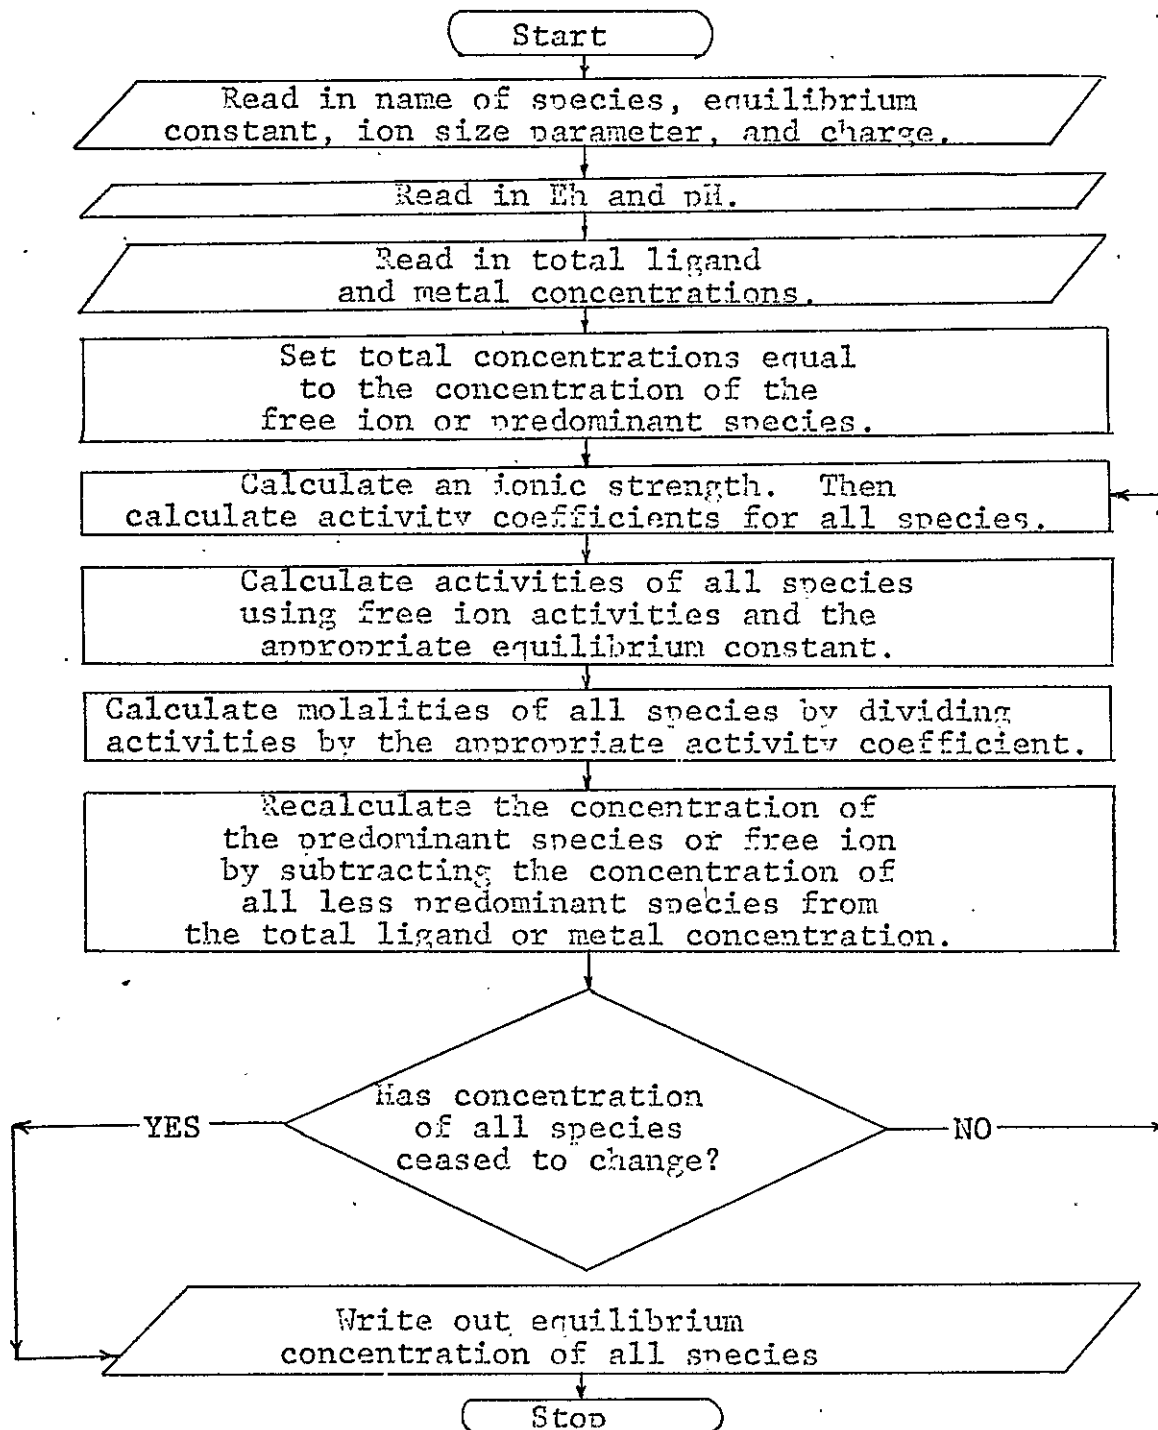 Start
Read in name of species, equilibrium
constant, ion size parameter, and charge.
Read in Eh and pH.
Read in total ligand
and metal concentrations.
Set total concentrations equal
to the concentration of the
free ion or predominant species.
Calculate an ionic strength. Then
calculate activity coefficients for all species.
Calculate activities of all species
using free ion activities and the
appropriate equilibrium constant.
Calculate molalities of all species by dividing
activities by the appropriate activity coefficient.
Recalculate the concentration of
the predominant species or free ion
by subtracting the concentration of
all less predominant species from
the total ligand or metal concentration.
Has concentration
of all species
ceased to change?
YES
NO
Write out equilibrium
concentration of all species
Stop